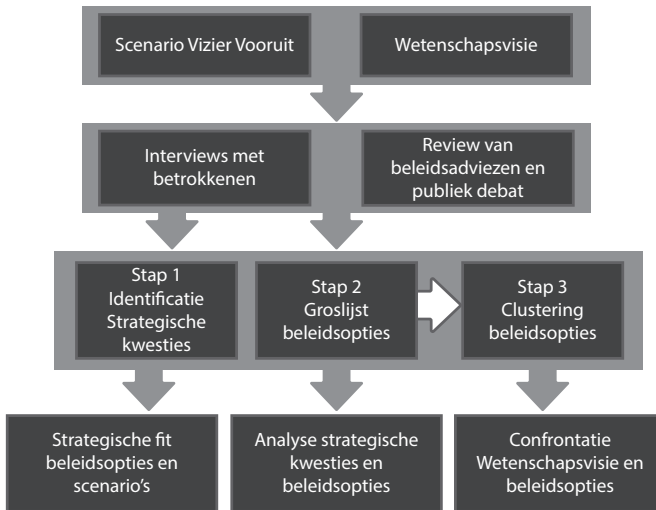 Scenario Vizier Vooruit
Wetenschapsvisie
Interviews met
betrokkenen
Review van
beleidsadviezen en
publiek debat
Stap 1
Identificatie
Strategische
kwesties
Stap 2
Groslijst
beleidsopties
Stap 3
Clustering
beleidsopties
Strategische fit
beleidsopties en
scenario's
Analyse strategische
kwesties en
beleidsopties
Confrontatie
Wetenschapsvisie en
beleidsopties